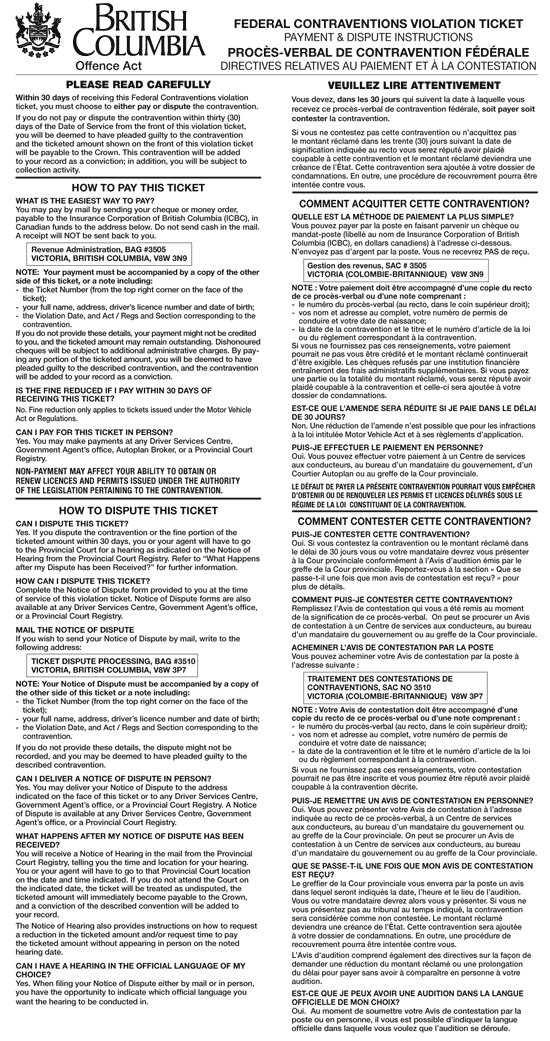 BRITISH
COLUMBIA
Offence Act
FEDERAL CONTRAVENTIONS VIOLATION TICKET
PAYMENT & DISPUTE INSTRUCTIONS
PROCÈS-VERBAL DE CONTRAVENTION FÉDÉRALE
DIRECTIVES RELATIVES AU PAIEMENT ET À LA CONTESTATION
PLEASE READ CAREFULLY
Within 30 days of receiving this Federal Contraventions violation
ticket, you must choose to either pay or dispute the contravention.
If you do not pay or dispute the contravention within thirty (30)
days of the Date of Service from the front of this violation ticket,
you will be deemed to have pleaded guilty to the contravention
and the ticketed amount shown on the front of this violation ticket
will be payable to the Crown. This contravention will be added
to your record as a conviction; in addition, you will be subject to
collection activity.
HOW TO PAY THIS TICKET
WHAT IS THE EASIEST WAY TO PAY?
You may pay by mail by sending your cheque or money order,
payable to the Insurance Corporation of British Columbia (ICBC), in
Canadian funds to the address below. Do not send cash in the mail.
A receipt will NOT be sent back to you.
Revenue Administration, BAG #3505
VICTORIA, BRITISH COLUMBIA, V8W 3N9
NOTE: Your payment must be accompanied by a copy of the other
side of this ticket, or a note including:
- the Ticket Number (from the top right corner on the face of the
ticket);
- your full name, address, driver's licence number and date of birth;
- the Violation Date, and Act / Regs and Section corresponding to the
contravention.
If you do not provide these details, your payment might not be credited
to you, and the ticketed amount may remain outstanding. Dishonoured
cheques will be subject to additional administrative charges. By pay-
ing any portion of the ticketed amount, you will be deemed to have
pleaded guilty to the described contravention, and the contravention
will be added to your record as a conviction.
IS THE FINE REDUCED IF I PAY WITHIN 30 DAYS OF
RECEIVING THIS TICKET?
No. Fine reduction only applies to tickets issued under the Motor Vehicle
Act or Regulations.
CAN I PAY FOR THIS TICKET IN PERSON?
Yes. You may make payments at any Driver Services Centre,
Government Agent's office, Autoplan Broker, or a Provincial Court
Registry.
NON-PAYMENT MAY AFFECT YOUR ABILITY TO OBTAIN OR
RENEW LICENCES AND PERMITS ISSUED UNDER THE AUTHORITY
OF THE LEGISLATION PERTAINING TO THE CONTRAVENTION.
HOW TO DISPUTE THIS TICKET
CAN I DISPUTE THIS TICKET?
Yes. If you dispute the contravention or the fine portion of the
ticketed amount within 30 days, you or your agent will have to go
to the Provincial Court for a hearing as indicated on the Notice of
Hearing from the Provincial Court Registry. Refer to "What Happens
after my Dispute has been Received?" for further information.
HOW CAN I DISPUTE THIS TICKET?
Complete the Notice of Dispute form provided to you at the time
of service of this violation ticket. Notice of Dispute forms are also
available at any Driver Services Centre, Government Agent's office,
or a Provincial Court Registry.
MAIL THE NOTICE OF DISPUTE
If you wish to send your Notice of Dispute by mail, write to the
following address:
TICKET DISPUTE PROCESSING, BAG #3510
VICTORIA, BRITISH COLUMBIA, V8W 3P7
NOTE: Your Notice of Dispute must be accompanied by a copy of
the other side of this ticket or a note including:
- the Ticket Number (from the top right corner on the face of the
ticket);
- your full name, address, driver's licence number and date of birth;
- the Violation Date, and Act / Regs and Section corresponding to the
contravention.
If you do not provide these details, the dispute might not be
recorded, and you may be deemed to have pleaded guilty to the
described contravention.
CAN I DELIVER A NOTICE OF DISPUTE IN PERSON?
Yes. You may deliver your Notice of Dispute to the address
indicated on the face of this ticket or to any Driver Services Centre,
Government Agent's office, or a Provincial Court Registry. A Notice
of Dispute is available at any Driver Services Centre, Government
Agent's office, or a Provincial Court Registry.
WHAT HAPPENS AFTER MY NOTICE OF DISPUTE HAS BEEN
RECEIVED?
You will receive a Notice of Hearing in the mail from the Provincial
Court Registry, telling you the time and location for your hearing.
You or your agent will have to go to that Provincial Court location
on the date and time indicated. If you do not attend the Court on
the indicated date, the ticket will be treated as undisputed, the
ticketed amount will immediately become payable to the Crown,
and a conviction of the described convention will be added to
your record.
The Notice of Hearing also provides instructions on how to request
a reduction in the ticketed amount and/or request time to pay
the ticketed amount without appearing in person on the noted
hearing date.
CAN I HAVE A HEARING IN THE OFFICIAL LANGUAGE OF MY
CHOICE?
Yes. When filing your Notice of Dispute either by mail or in person,
you have the opportunity to indicate which official language you
want the hearing to be conducted in.
VEUILLEZ LIRE ATTENTIVEMENT
Vous devez, dans les 30 jours qui suivent la date à laquelle vous
recevez ce procès-verbal de contravention fédérale, soit payer soit
contester la contravention.
Si vous ne contestez pas cette contravention ou n'acquittez pas
le montant réclamé dans les trente (30) jours suivant la date de
signification indiquée au recto vous serez réputé avoir plaidé
coupable à cette contravention et le montant réclamé deviendra une
créance de l'État. Cette contravention sera ajoutée à votre dossier de
condamnations. En outre, une procédure de recouvrement pourra être
intentée contre vous.
COMMENT ACQUITTER CETTE CONTRAVENTION?
QUELLE EST LA MÉTHODE DE PAIEMENT LA PLUS SIMPLE?
Vous pouvez payer par la poste en faisant parvenir un chèque ou
mandat-poste (libellé au nom de Insurance Corporation of British
Columbia (ICBC), en dollars canadiens) à l'adresse ci-dessous.
N'envoyez pas d'argent par la poste. Vous ne recevrez PAS de reçu.
Gestion des revenus, SAC # 3505
VICTORIA (COLOMBIE-BRITANNIQUE) V8W 3N9
NOTE : Votre paiement doit être accompagné d'une copie du recto
de ce procès-verbal ou d'une note comprenant :
- le numéro du procès-verbal (au recto, dans le coin supérieur droit);
- vos nom et adresse au complet, votre numéro de permis de
conduire et votre date de naissance;
- la date de la contravention et le titre et le numéro d'article de la loi
ou du règlement correspondant à la contravention.
Si vous ne fournissez pas ces renseignements, votre paiement
pourrait ne pas vous être crédité et le montant réclamé continuerait
d'être exigible. Les chèques refusés par une institution financière
entraîneront des frais administratifs supplémentaires. Si vous payez
une partie ou la totalité du montant réclamé, vous serez réputé avoir
plaidé coupable à la contravention et celle-ci sera ajoutée à votre
dossier de condamnations.
EST-CE QUE L'AMENDE SERA RÉDUITE SI JE PAIE DANS LE DÉLAI
DE 30 JOURS?
Non. Une réduction de l'amende n'est possible que pour les infractions
à la loi intitulée Motor Vehicle Act et à ses règlements d'application.
PUIS-JE EFFECTUER LE PAIEMENT EN PERSONNE?
Oui. Vous pouvez effectuer votre paiement à un Centre de services
aux conducteurs, au bureau d'un mandataire du gouvernement, d'un
Courtier Autoplan ou au greffe de la Cour provinciale.
LE DÉFAUT DE PAYER LA PRÉSENTE CONTRAVENTION POURRAIT VOUS EMPÊCHER
D'OBTENIR OU DE RENOUVELER LES PERMIS ET LICENCES DÉLIVRÉS SOUS LE
RÉGIME DE LA LOI CONSTITUANT DE LA CONTRAVENTION.
COMMENT CONTESTER CETTE CONTRAVENTION?
PUIS-JE CONTESTER CETTE CONTRAVENTION?
Oui. Si vous contestez la contravention ou le montant réclamé dans
le délai de 30 jours vous ou votre mandataire devrez vous présenter
à la Cour provinciale conformément à l'Avis d'audition émis par le
greffe de la Cour provinciale. Reportez-vous à la section « Que se
passe-t-il une fois que mon avis de contestation est reçu? » pour
plus de détails.
COMMENT PUIS-JE CONTESTER CETTE CONTRAVENTION?
Remplissez l'Avis de contestation qui vous a été remis au moment
de la signification de ce procès-verbal. On peut se procurer un Avis
de contestation à un Centre de services aux conducteurs, au bureau
d'un mandataire du gouvernement ou au greffe de la Cour provinciale.
ACHEMINER L'AVIS DE CONTESTATION PAR LA POSTE
Vous pouvez acheminer votre Avis de contestation par la poste à
l'adresse suivante :
TRAITEMENT DES CONTESTATIONS DE
CONTRAVENTIONS, SAC NO 3510
VICTORIA (COLOMBIE-BRITANNIQUE) V8W 3P7
NOTE : Votre Avis de contestation doit être accompagné d'une
copie du recto de ce procès-verbal ou d'une note comprenant :
- le numéro du procès-verbal (au recto, dans le coin supérieur droit);
- vos nom et adresse au complet, votre numéro de permis de
conduire et votre date de naissance;
- la date de la contravention et le titre et le numéro d'article de la loi
ou du règlement correspondant à la contravention.
Si vous ne fournissez pas ces renseignements, votre contestation
pourrait ne pas être inscrite et vous pourriez être réputé avoir plaidé
coupable à la contravention décrite.
PUIS-JE REMETTRE UN AVIS DE CONTESTATION EN PERSONNE?
Oui. Vous pouvez présenter votre Avis de contestation à l'adresse
indiquée au recto de ce procès-verbal, à un Centre de services
aux conducteurs, au bureau d'un mandataire du gouvernement ou
au greffe de la Cour provinciale. On peut se procurer un Avis de
contestation à un Centre de services aux conducteurs, au bureau
d'un mandataire du gouvernement ou au greffe de la Cour provinciale.
QUE SE PASSE-T-IL UNE FOIS QUE MON AVIS DE CONTESTATION
EST REÇU?
Le greffier de la Cour provinciale vous enverra par la poste un avis
dans lequel seront indiqués la date, l'heure et le lieu de l'audition.
Vous ou votre mandataire devrez alors vous y présenter. Si vous ne
vous présentez pas au tribunal au temps indiqué, la contravention
sera considérée comme non contestée. Le montant réclamé
deviendra une créance de l'État. Cette contravention sera ajoutée
à votre dossier de condamnations. En outre, une procédure de
recouvrement pourra être intentée contre vous.
L'Avis d'audition comprend également des directives sur la façon de
demander une réduction du montant réclamé ou une prolongation
du délai pour payer sans avoir à comparaître en personne à votre
audition.
EST-CE QUE JE PEUX AVOIR UNE AUDITION DANS LA LANGUE
OFFICIELLE DE MON CHOIX?
Oui. Au moment de soumettre votre Avis de contestation par la
poste ou en personne, il vous est possible d'indiquer la langue
officielle dans laquelle vous voulez que l'audition se déroule.